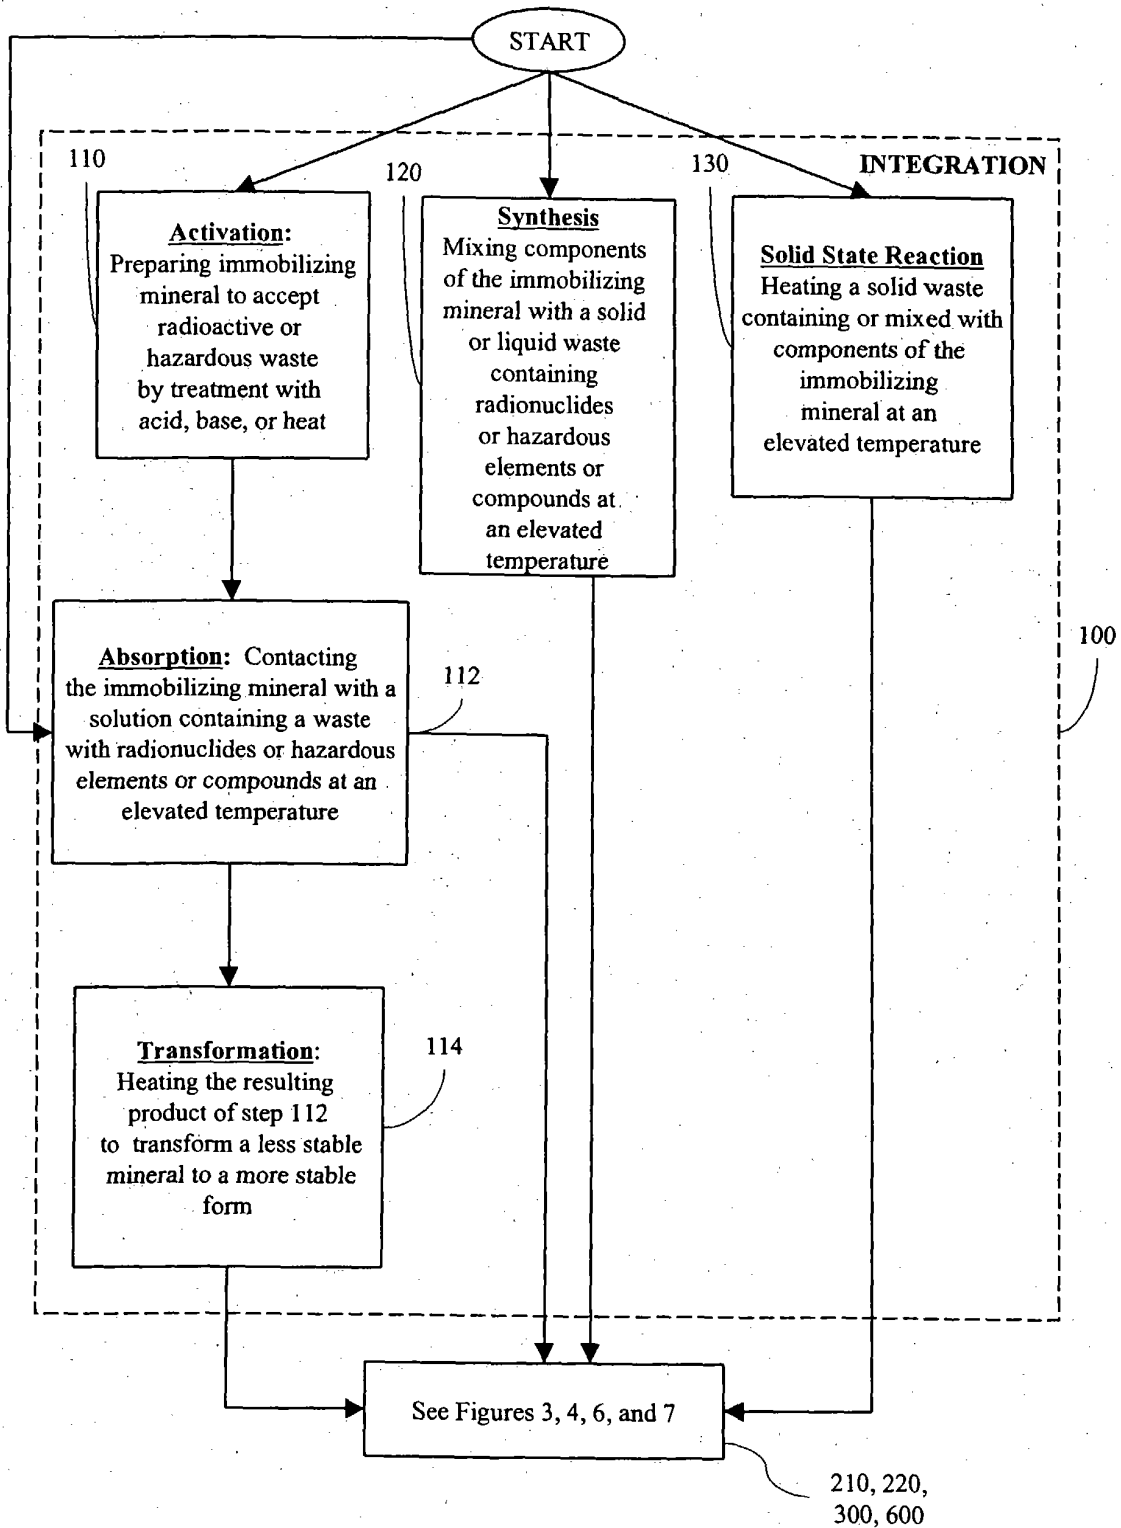 START
INTEGRATION
110
Activation:
Preparing immobilizing
mineral to accept
radioactive or
hazardous waste
by treatment with
acid, base, or heat
120
Synthesis
Mixing components
of the immobilizing
mineral with a solid
or liquid waste
containing
radionuclides
or hazardous
elements or
compounds at
an elevated
temperature
130
Solid State Reaction
Heating a solid waste
containing or mixed with
components of the
immobilizing
mineral at an
elevated temperature
100
Absorption: Contacting
the immobilizing mineral with a
solution containing a waste
with radionuclides or hazardous
elements or compounds at an
elevated temperature
112
Transformation:
Heating the resulting
product of step 112
to transform a less stable
mineral to a more stable
form
114
See Figures 3, 4, 6, and 7
210, 220,
300, 600